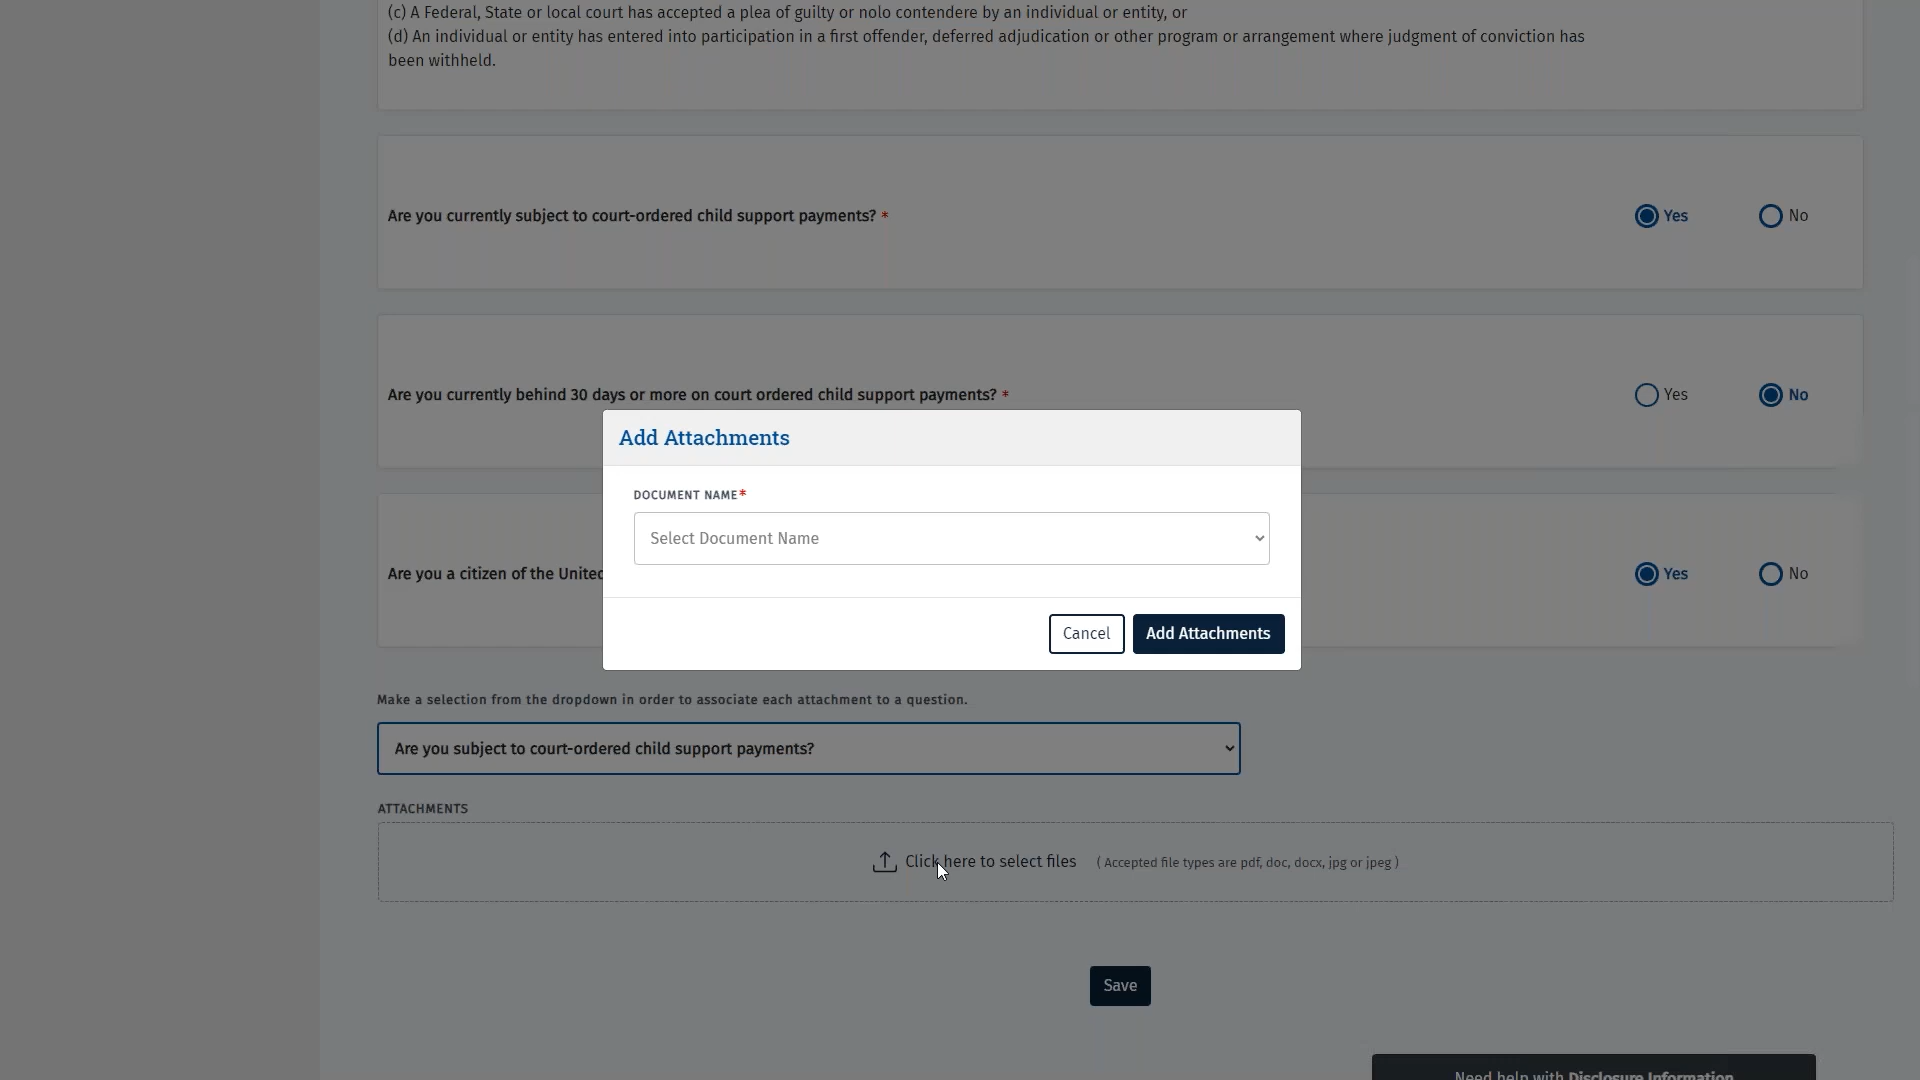 (c) A Federal, State or local court has accepted a plea of guilty or nolo contendere by an individual or entity, or
(d) An individual or entity has entered into participation in a first offender, deferred adjudication or other program or arrangement where judgment of conviction has
been withheld.
Are you currently subject to court-ordered child support payments? *
Yes
No
Are you currently behind 30 days or more on court ordered child support payments? *
Yes
No
Add Attachments
DOCUMENT NAME*
Select Document Name
Are you a citizen of the United
Yes
No
Cancel
Add Attachments
Make a selection from the dropdown in order to associate each attachment to a question.
Are you subject to court-ordered child support payments?
ATTACHMENTS
Click here to select files
( Accepted file types are pdf, doc, docx, jpg or jpeg )
Save
Need help with Disclosure Information